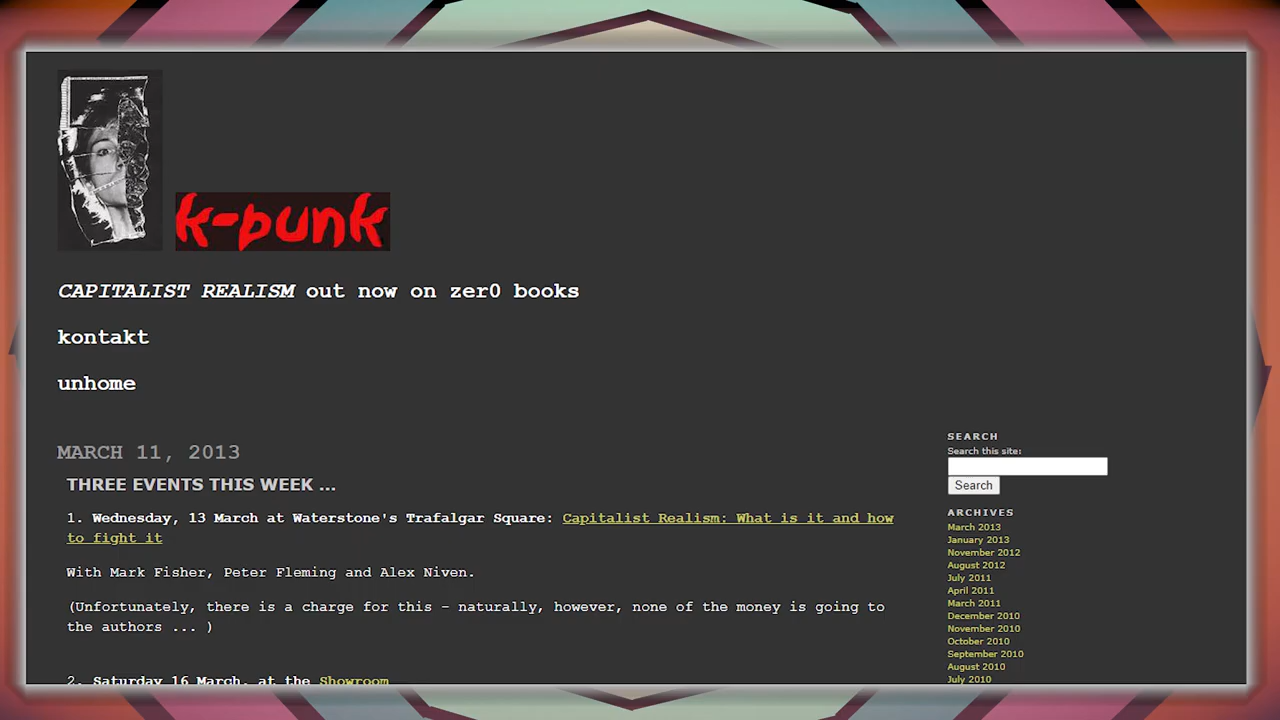 k-punk
CAPITALIST REALISM out now on zer0 books
kontakt
unhome
MARCH 11, 2013
THREE EVENTS THIS WEEK ...
1. Wednesday, 13 March at Waterstone's Trafalgar Square: Capitalist Realism: What is it and how
to fight it
With Mark Fisher, Peter Fleming and Alex Niven.
(Unfortunately, there is a charge for this - naturally, however, none of the money is going to
the authors ... )
2. Saturday 16 March, at the Showroom
SEARCH
Search this site:
Search
ARCHIVES
March 2013
January 2013
November 2012
August 2012
July 2011
April 2011
March 2011
December 2010
November 2010
October 2010
September 2010
August 2010
July 2010